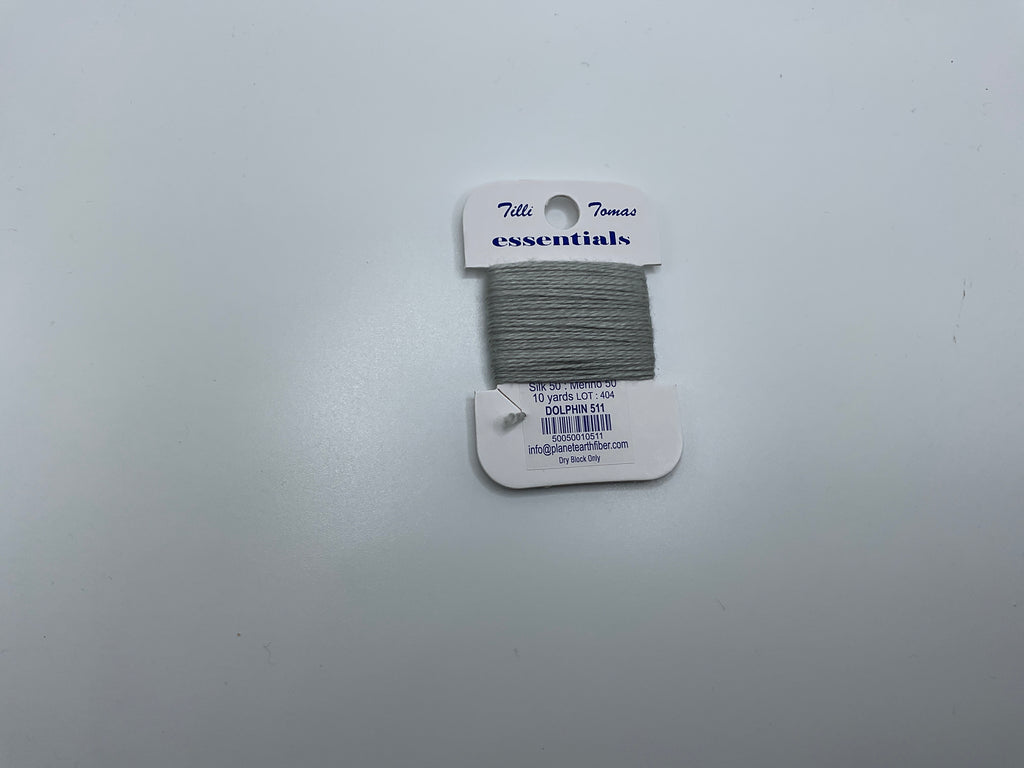 Tilli Tomas
essentials
Silk 50 : Merino 50
10 yards LOT : 404
DOLPHIN 511
50050010511
info@planetearthfiber.com
Dry Block Only